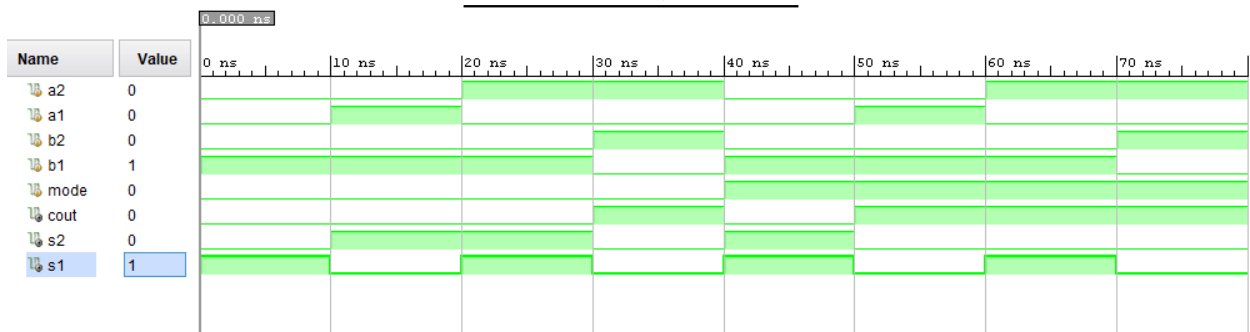 0.000 ns
Name Value 0 ns 10 ns 20 ns 30 ns 40 ns 50 ns 60 ns 70 ns
a2 0
a1 0
b2 0
b1 1
mode 0
cout 0
s2 0
s1 1